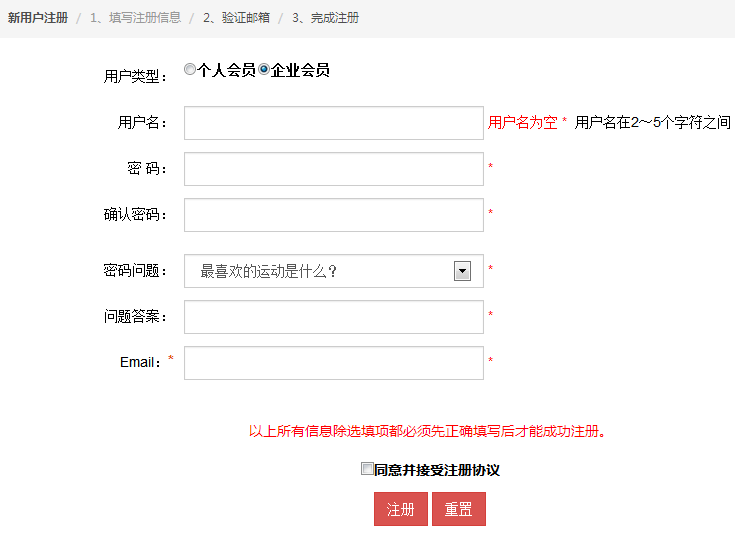 新用户注册 / 1、填写注册信息 / 2、验证邮箱 / 3、完成注册
用户类型： 个人会员 企业会员
用户名： 用户名为空 * 用户名在2～5个字符之间
密 码： *
确认密码： *
密码问题： 最喜欢的运动是什么？ *
问题答案： *
Email：* *
以上所有信息除选填项都必须先正确填写后才能成功注册。
同意并接受注册协议
注册 重置